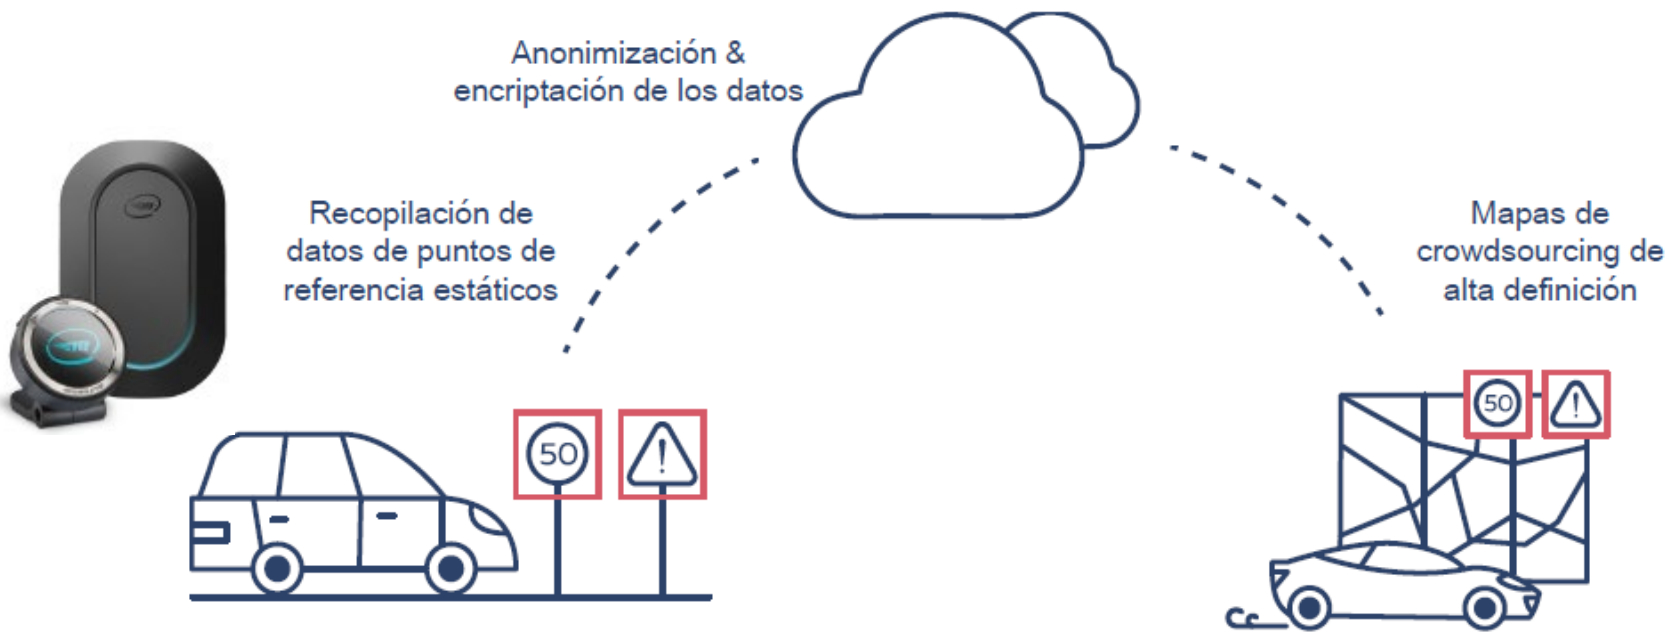 Anonimización &
encriptación de los datos
Recopilación de
datos de puntos de
referencia estáticos
Mapas de
crowdsourcing de
alta definición
50
!
50
!